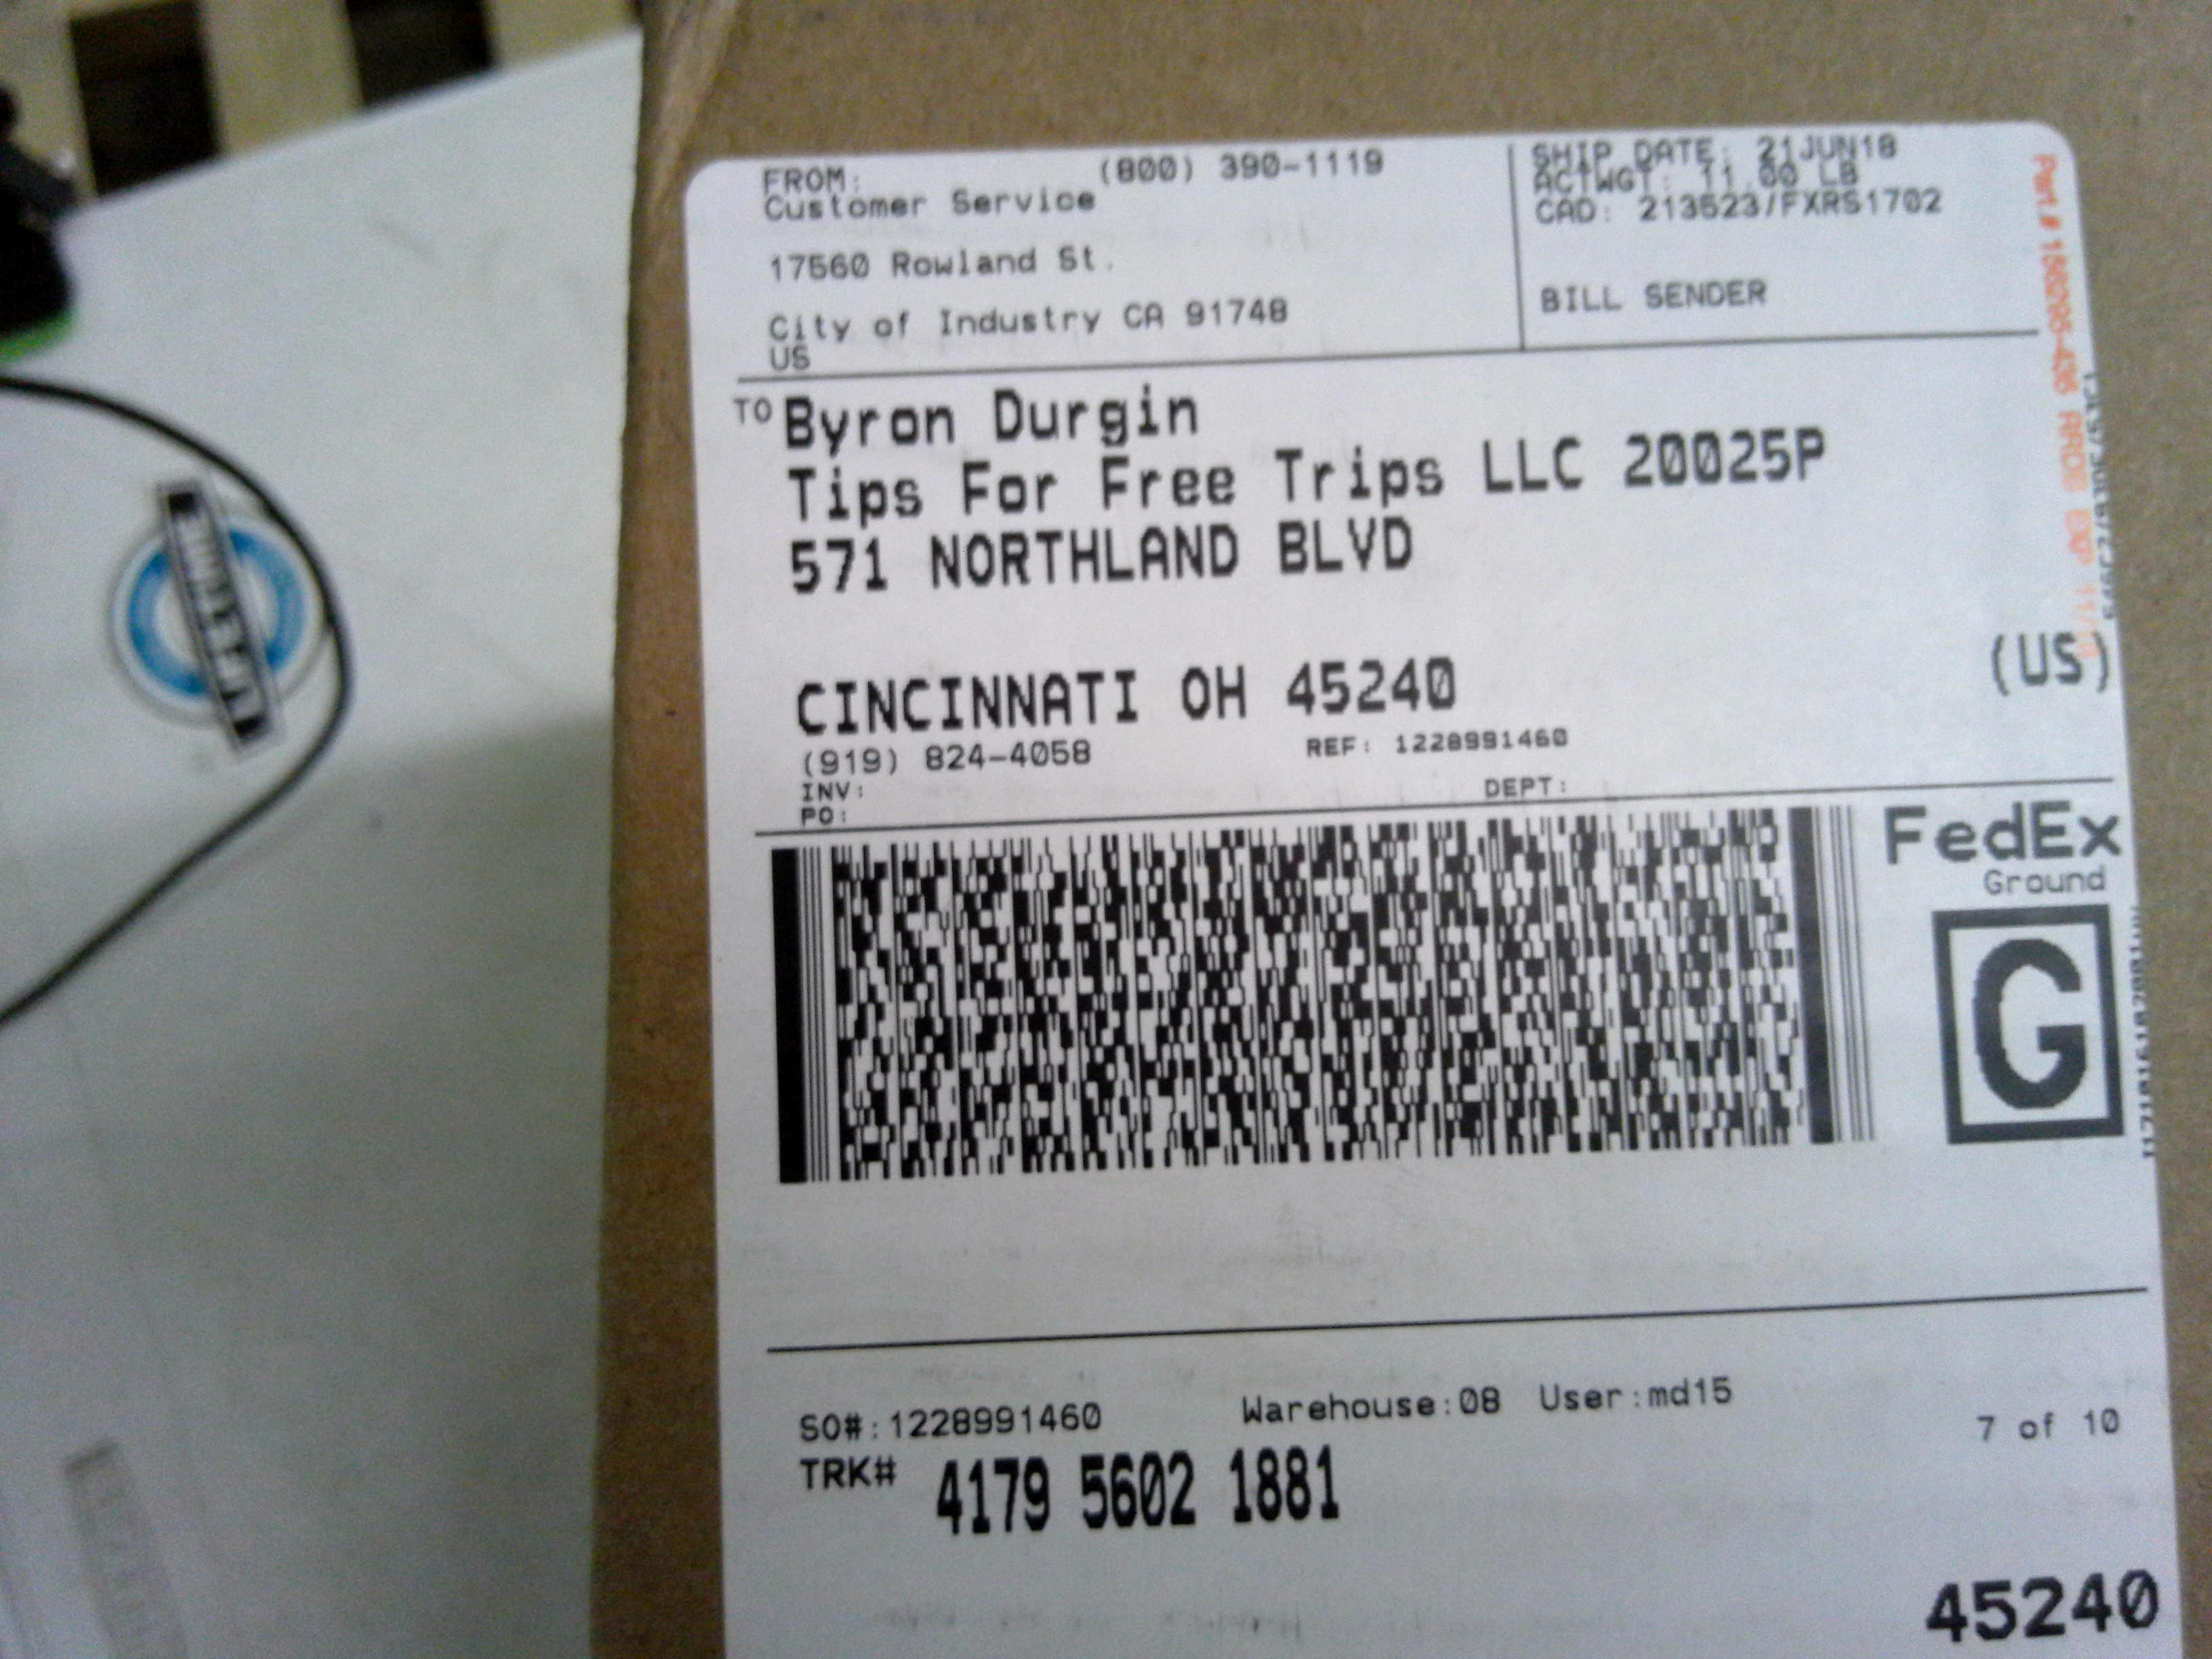 FROM: (800) 390-1119
Customer Service
17560 Rowland St.
City of Industry CA 91748
US
SHIP DATE: 21JUN18
ACTWGT: 11.00 LB
CAD: 213523/FXRS1702
BILL SENDER
TO Byron Durgin
Tips For Free Trips LLC 20025P
571 NORTHLAND BLVD
CINCINNATI OH 45240
(US)
(919) 824-4058
REF: 1228991460
INV:
PO:
DEPT:
FedEx
Ground
G
SO#:1228991460 Warehouse:08 User:md15
7 of 10
TRK# 4179 5602 1881
45240